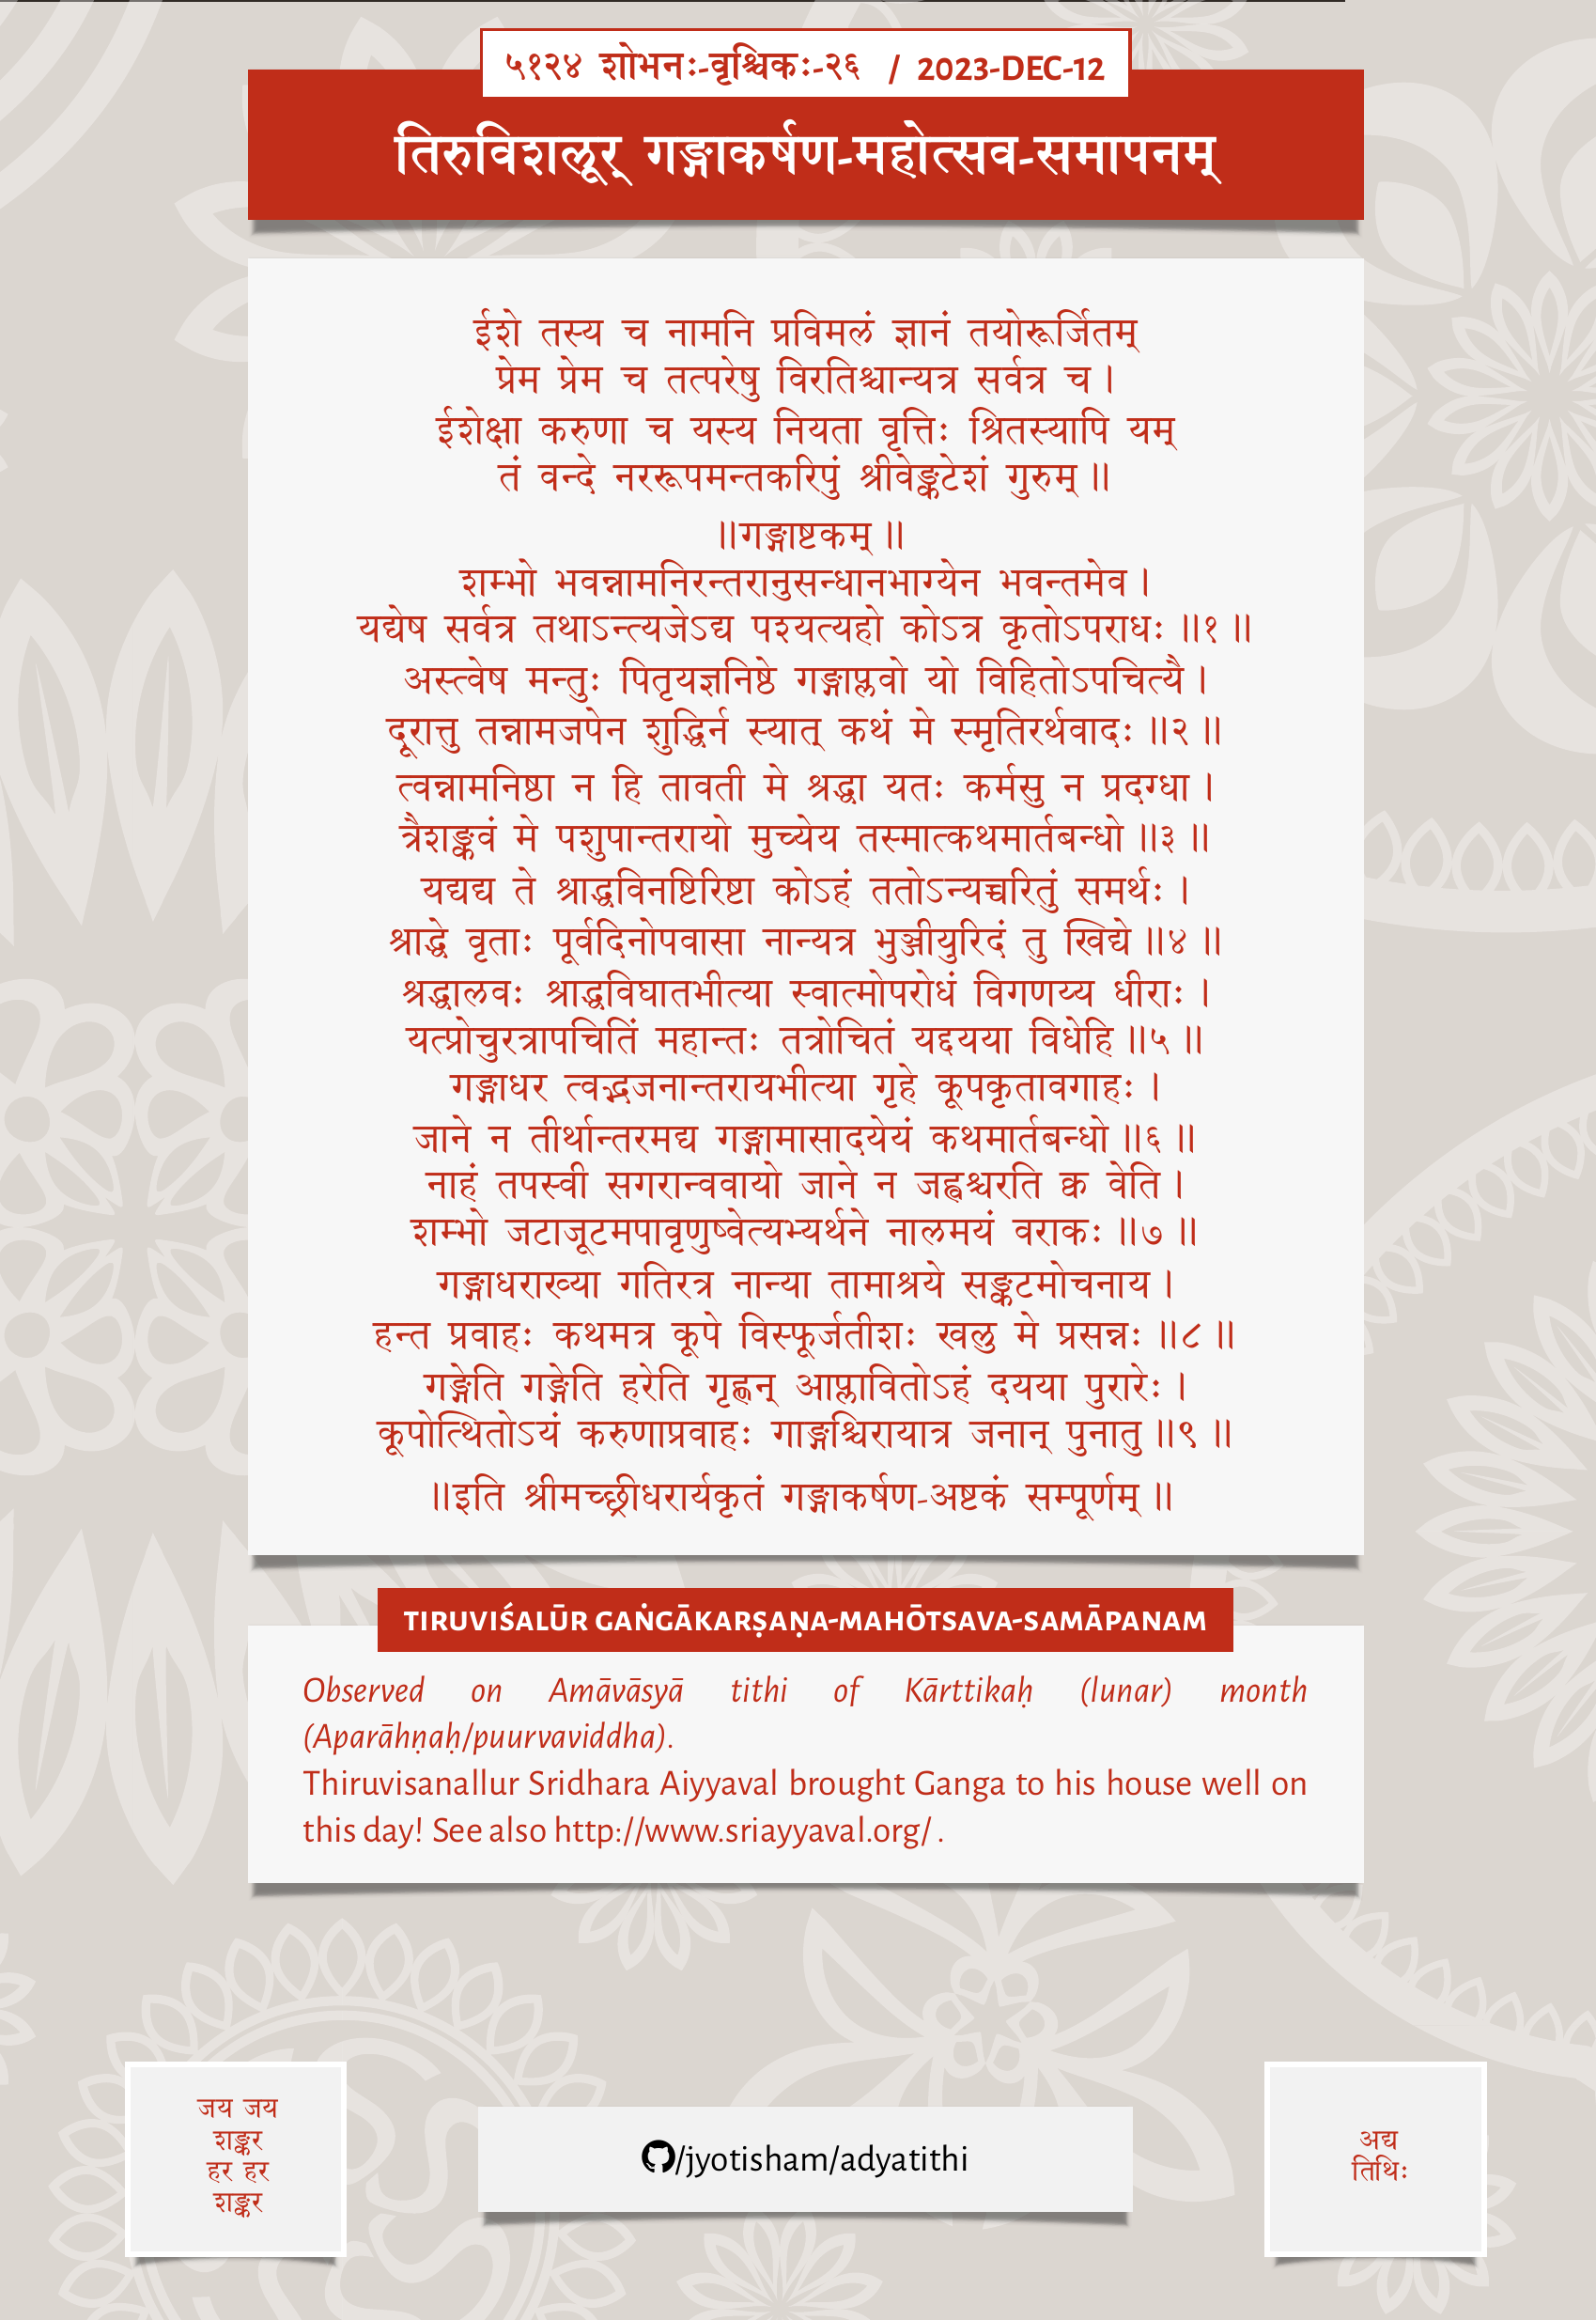 ५१२४ शोभनः-वृश्चिकः-२६ / 2023-DEC-12
तिरुविशलूर् गङ्गाकर्षण-महोत्सव-समापनम्
ईशे तस्य च नामनि प्रविमलं ज्ञानं तयोरूर्जितम्
प्रेम प्रेम च तत्परेषु विरतिश्चान्यत्र सर्वत्र च।
ईशेक्षा करुणा च यस्य नियता वृत्तिः श्रितस्यापि यम्
तं वन्दे नररूपमन्तकरिपुं श्रीवेङ्कटेशं गुरुम्॥
॥गङ्गाष्टकम्॥
शम्भो भवन्नामनिरन्तरानुसन्धानभाग्येन भवन्तमेव।
यद्येष सर्वत्र तथाऽन्त्यजेऽद्य पश्यत्यहो कोऽत्र कृतोऽपराधः॥१॥
अस्त्वेष मन्तुः पितृयज्ञनिष्ठे गङ्गाप्लवो यो विहितोऽपचित्यै।
दूरात्तु तन्नामजपेन शुद्धिर्न स्यात् कथं मे स्मृतिरर्थवादः॥२॥
त्वन्नामनिष्ठा न हि तावती मे श्रद्धा यतः कर्मसु न प्रदग्धा।
त्रैशङ्कवं मे पशुपान्तरायो मुच्येय तस्मात्कथमार्तबन्धो॥३॥
यद्यद्य ते श्राद्धविनष्टिरिष्टा कोऽहं ततोऽन्यच्चरितुं समर्थः।
श्राद्धे वृताः पूर्वदिनोपवासा नान्यत्र भुञ्जीयुरिदं तु खिद्ये॥४॥
श्रद्धालवः श्राद्धविघातभीत्या स्वात्मोपरोधं विगणय्य धीराः।
यत्प्रोचुरत्रापचितिं महान्तः तत्रोचितं यद्दयया विधेहि॥५॥
गङ्गाधर त्वद्भजनान्तरायभीत्या गृहे कूपकृतावगाहः।
जाने न तीर्थान्तरमद्य गङ्गामासादयेयं कथमार्तबन्धो॥६॥
नाहं तपस्वी सगरान्ववायो जाने न जह्नुश्चरति क्व वेति।
शम्भो जटाजूटमपावृणुष्वेत्यभ्यर्थने नालमयं वराकः॥७॥
गङ्गाधराख्या गतिरत्र नान्या तामाश्रये सङ्कटमोचनाय।
हन्त प्रवाहः कथमत्र कूपे विस्फूर्जतीशः खलु मे प्रसन्नः॥८॥
गङ्गेति गङ्गेति हरेति गृह्णन् आप्लावितोऽहं दयया पुरारेः।
कूपोत्थितोऽयं करुणाप्रवाहः गाङ्गश्चिरायात्र जनान् पुनातु॥९॥
॥इति श्रीमच्छ्रीधरार्यकृतं गङ्गाकर्षण-अष्टकं सम्पूर्णम्॥
TIRUVIŚALŪR GAṄGĀKARṢAṆA-MAHŌTSAVA-SAMĀPANAM
Observed on Amāvāsyā tithi of Kārttikaḥ (lunar) month
(Aparāhṇaḥ/puurvaviddha).
Thiruvisanallur Sridhara Aiyyaval brought Ganga to his house well on
this day! See also http://www.sriayyaval.org/ .
जय जय
शङ्कर
हर हर
शङ्कर
/jyotisham/adyatithi
अद्य
तिथिः